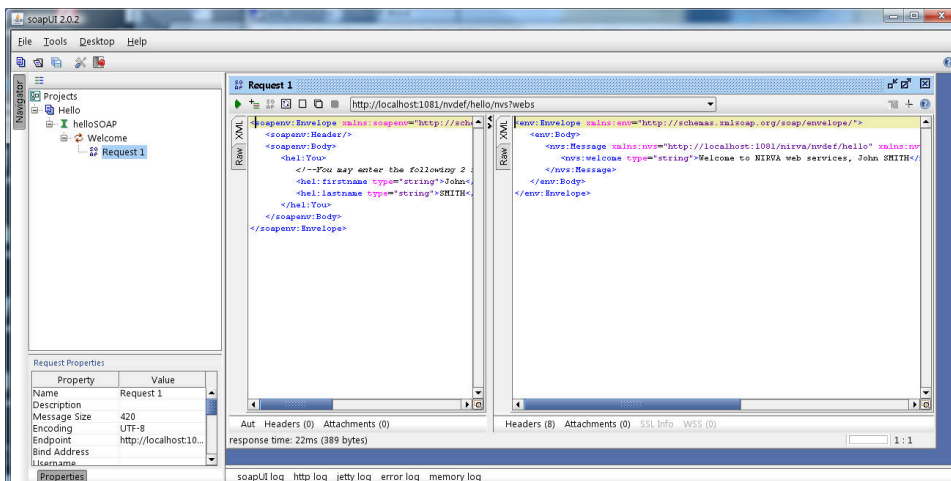 soapUI 2.0.2
File Tools Desktop Help
Navigator
Projects
Hello
helloSOAP
Welcome
Request 1
Request Properties
Property Value
Name Request 1
Description
Message Size 420
Encoding UTF-8
Endpoint http://localhost:10...
Bind Address
Username
Properties
Request 1
http://localhost:1081/nvdef/hello/nvs?webs
XML
Raw
<soapenv:Envelope xmlns:soapenv="http://sche
<soapenv:Header/>
<soapenv:Body>
<hel:You>
<!--You may enter the following 2
<hel:firstname type="string">John</
<hel:lastname type="string">SMITH</
</hel:You>
</soapenv:Body>
</soapenv:Envelope>
Aut Headers (0) Attachments (0)
XML
Raw
<env:Envelope xmlns:env="http://schemas.xmlsoap.org/soap/envelope/">
<env:Body>
<nvs:Message xmlns:nvs="http://localhost:1081/nirva/nvdef/hello" xmlns:nv
<nvs:welcome type="string">Welcome to NIRVA web services, John SMITH</
</nvs:Message>
</env:Body>
</env:Envelope>
Headers (8) Attachments (0) SSL Info WSS (0)
response time: 22ms (389 bytes)
1 : 1
soapUI log http log jetty log error log memory log